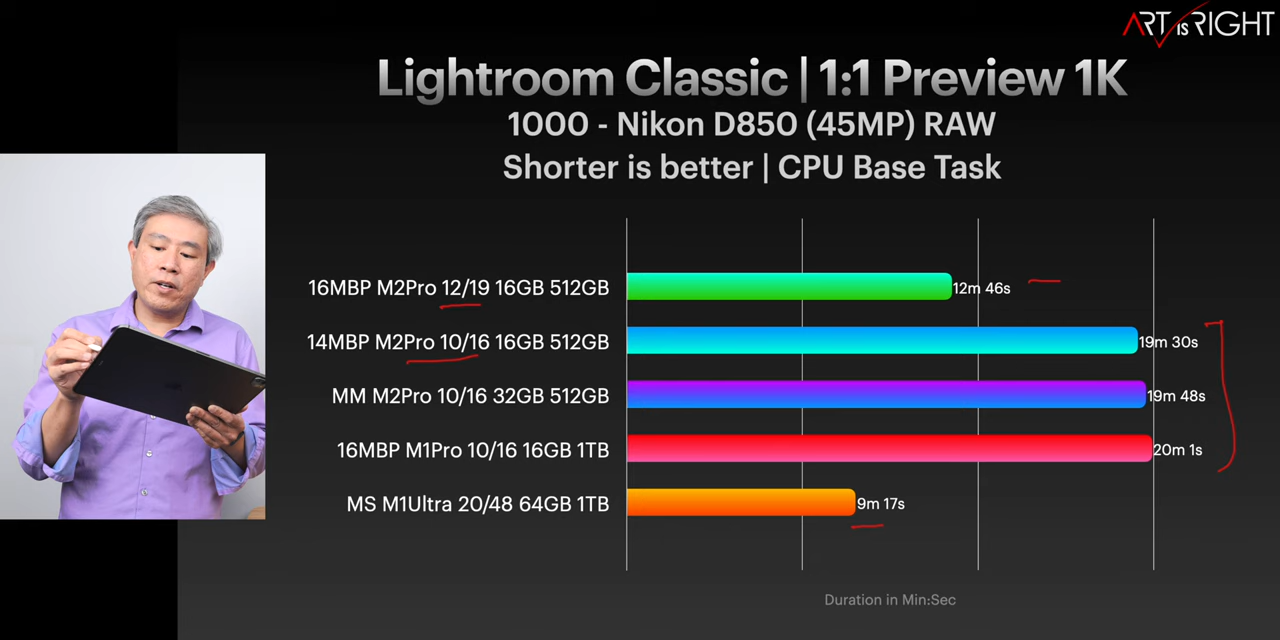 ART is RIGHT
Lightroom Classic | 1:1 Preview 1K
1000 - Nikon D850 (45MP) RAW
Shorter is better | CPU Base Task
16MBP M2Pro 12/19 16GB 512GB 12m 46s
14MBP M2Pro 10/16 16GB 512GB 19m 30s
MM M2Pro 10/16 32GB 512GB 19m 48s
16MBP M1Pro 10/16 16GB 1TB 20m 1s
MS M1Ultra 20/48 64GB 1TB 9m 17s
Duration in Min:Sec